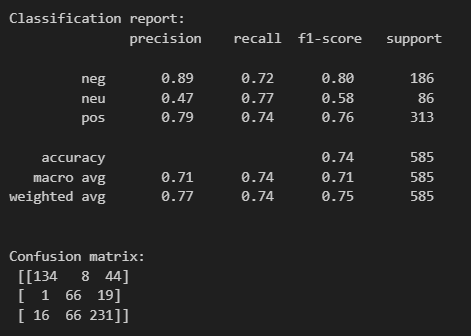 Classification report:
precision recall f1-score support
neg 0.89 0.72 0.80 186
neu 0.47 0.77 0.58 86
pos 0.79 0.74 0.76 313
accuracy 0.74 585
macro avg 0.71 0.74 0.71 585
weighted avg 0.77 0.74 0.75 585
Confusion matrix:
[[134 8 44]
[ 1 66 19]
[ 16 66 231]]